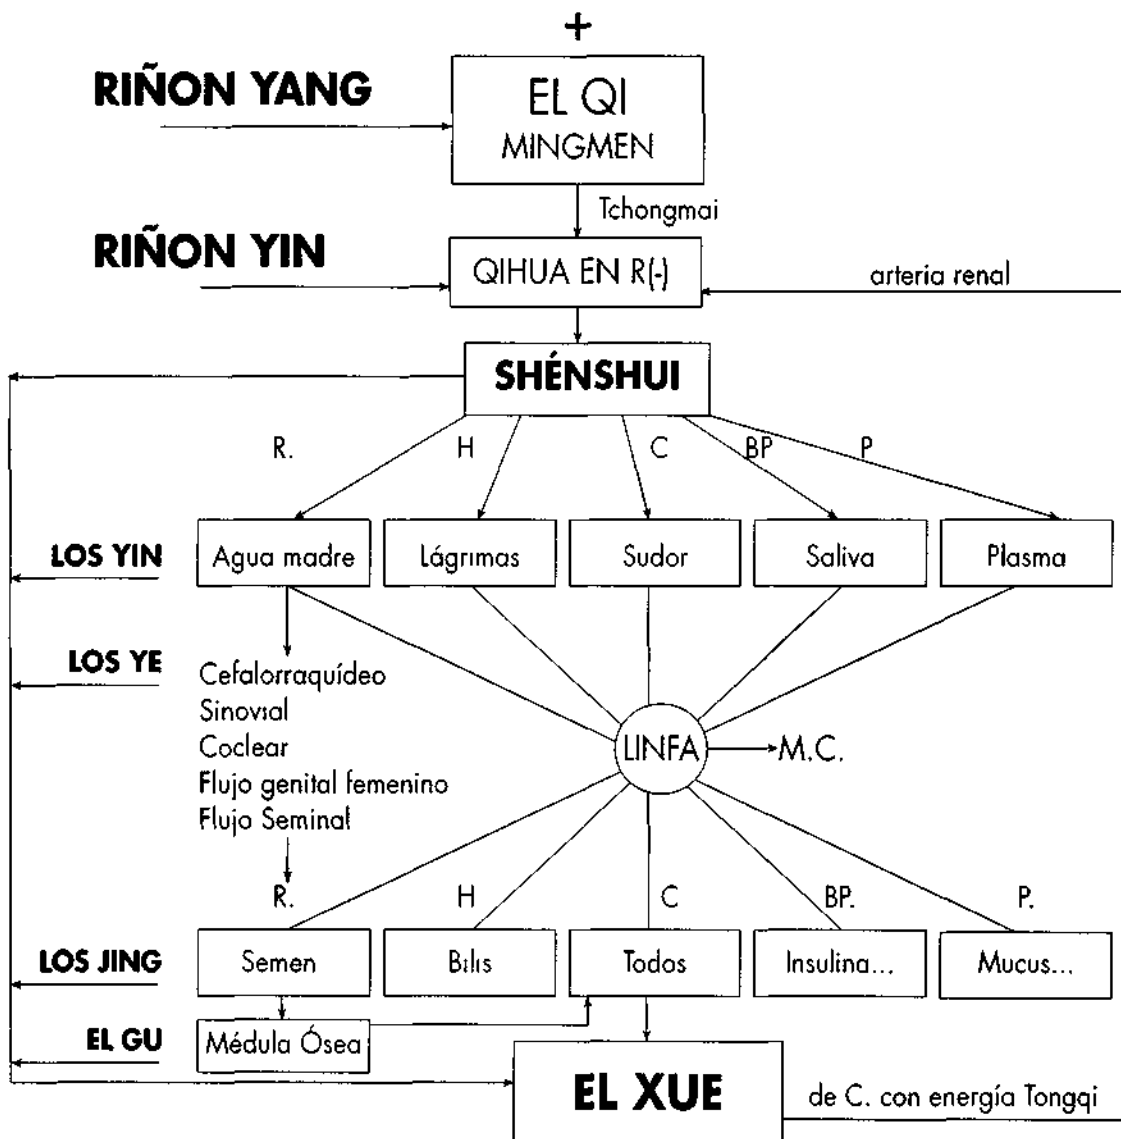 +
RIÑON YANG
EL QI
MINGMEN
Tchongmai
RIÑON YIN
QIHUA EN R(-)
arteria renal
SHÉNSHUI
R.
H
C
BP
P
LOS YIN
Agua madre
Lágrimas
Sudor
Saliva
Plasma
LOS YE
Cefalorraquídeo
Sinovial
Coclear
Flujo genital femenino
Flujo Seminal
LINFA
M.C.
R.
H
C
BP.
P.
LOS JING
Semen
Bilis
Todos
Insulina...
Mucus...
EL GU
Médula Ósea
EL XUE
de C. con energía Tongqi